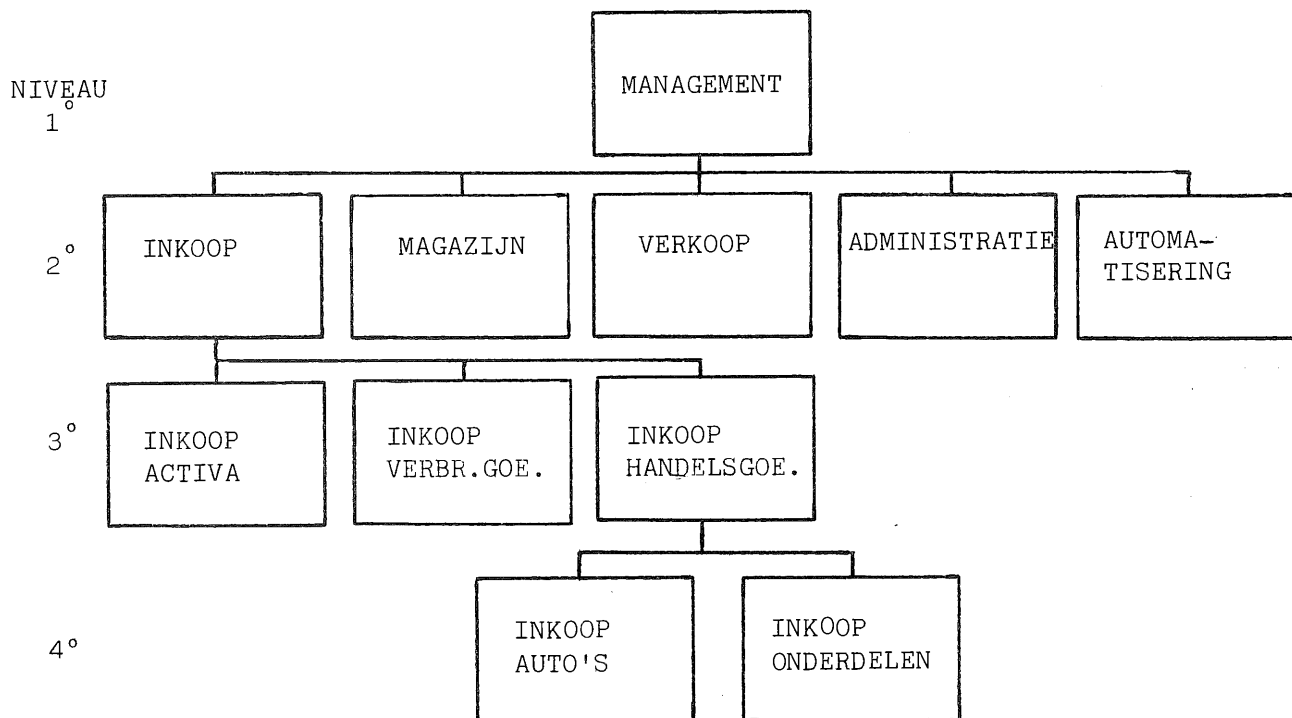 NIVEAU
1°
MANAGEMENT
2°
INKOOP
MAGAZIJN
VERKOOP
ADMINISTRATIE
AUTOMA-
TISERING
3°
INKOOP
ACTIVA
INKOOP
VERBR.GOE.
INKOOP
HANDELSGOE.
4°
INKOOP
AUTO'S
INKOOP
ONDERDELEN